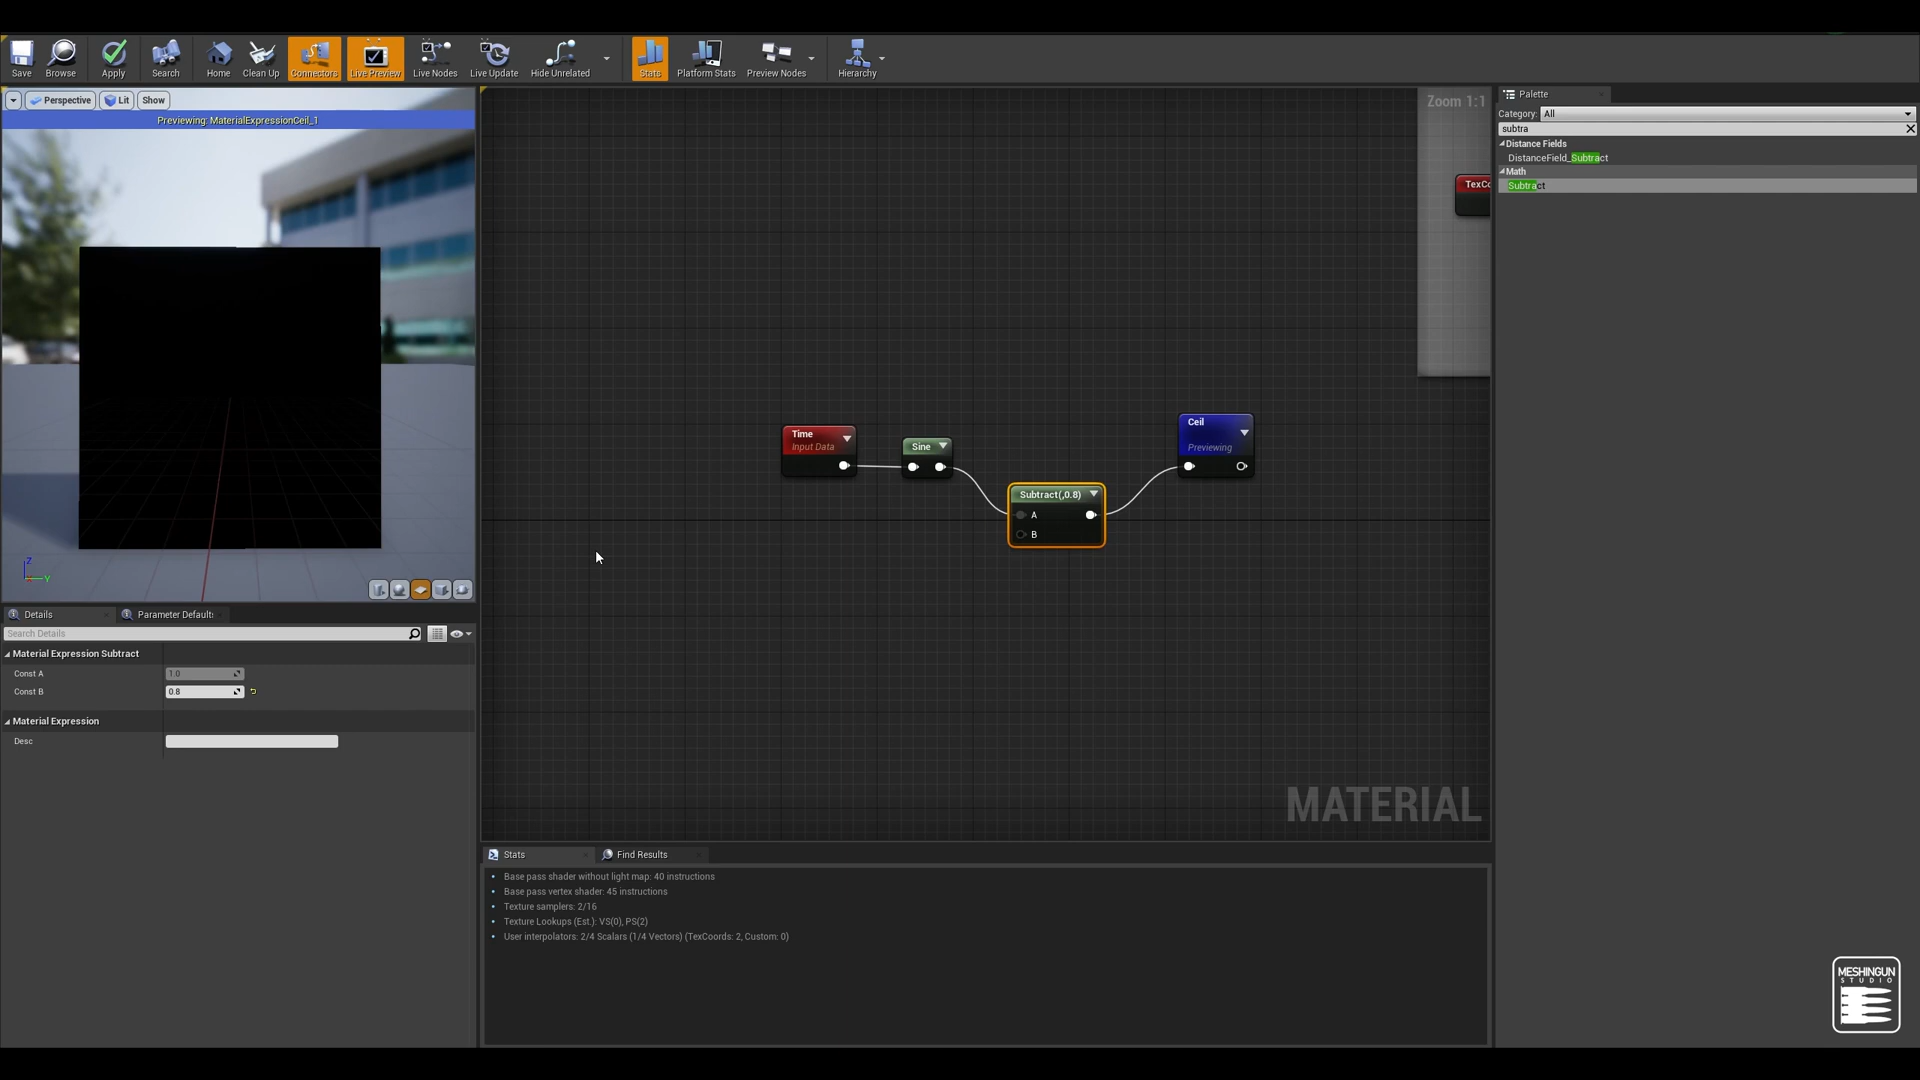 Save
Browse
Apply
Search
Home
Clean Up
Connectors
Live Preview
Live Nodes
Live Update
Hide Unrelated
Stats
Platform Stats
Preview Nodes
Hierarchy
Perspective
Lit
Show
Previewing: MaterialExpressionCeil_1
Z
Y
Details
Parameter Defaults
Search Details
Material Expression Subtract
Const A
1.0
Const B
0.8
Material Expression
Desc
Zoom 1:1
TexCo
Time
Input Data
Sine
Subtract(,0.8)
A
B
Ceil
Previewing
MATERIAL
Stats
Find Results
Base pass shader without light map: 40 instructions
Base pass vertex shader: 45 instructions
Texture samplers: 2/16
Texture Lookups (Est.): VS(0), PS(2)
User interpolators: 2/4 Scalars (1/4 Vectors) (TexCoords: 2, Custom: 0)
Palette
Category: All
subtra
Distance Fields
DistanceField_Subtract
Math
Subtract
MESHINGUN
STUDIO